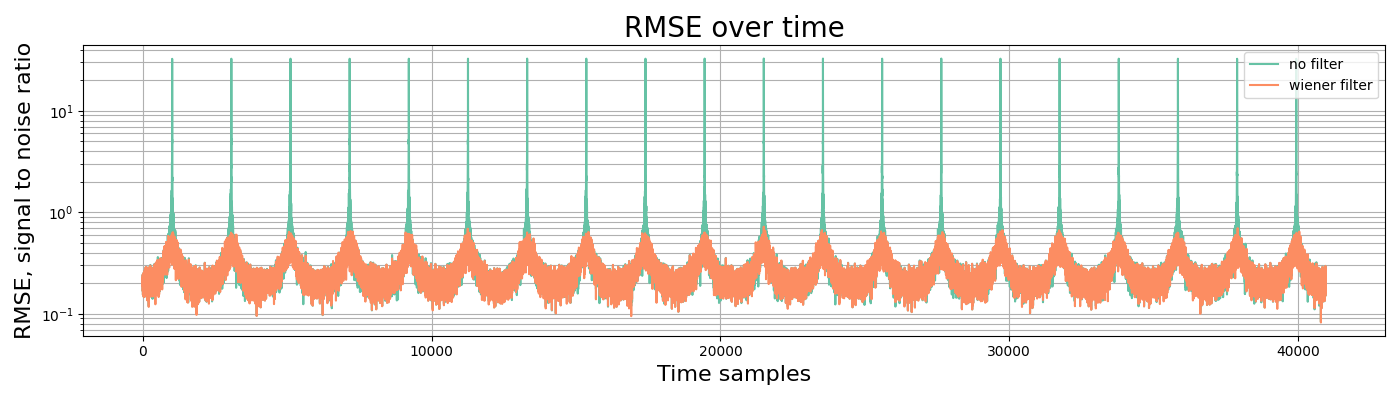 RMSE over time
RMSE, signal to noise ratio
10¹
10⁰
10⁻¹
no filter
wiener filter
0
10000
20000
30000
40000
Time samples